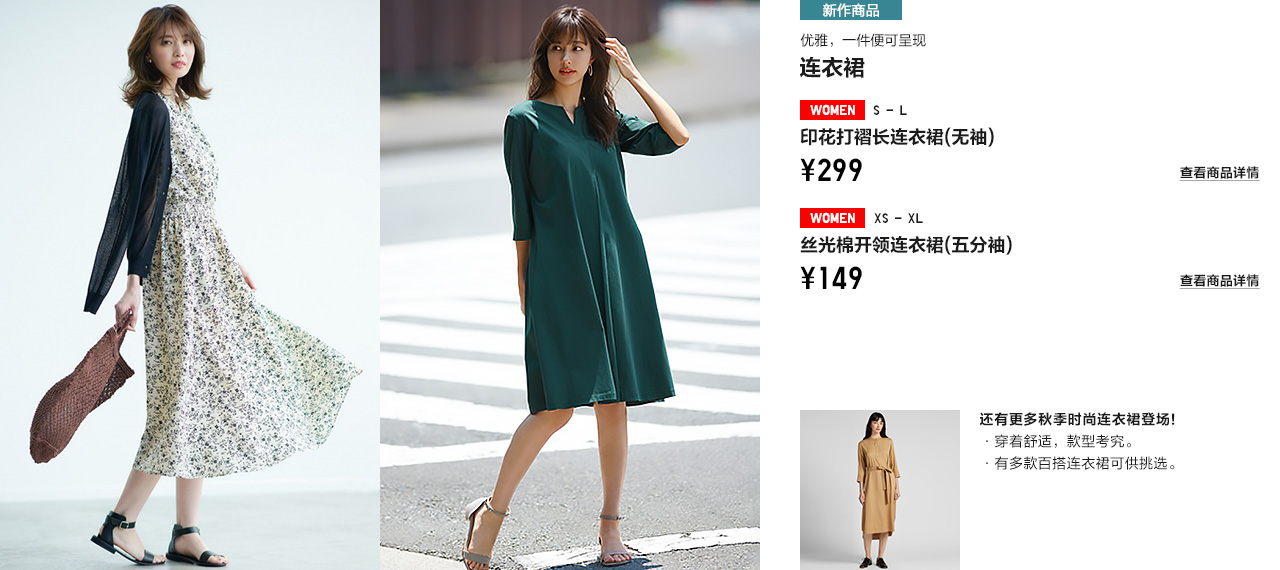 新作商品
优雅，一件便可呈现
连衣裙
WOMEN S - L
印花打褶长连衣裙(无袖)
¥299
查看商品详情
WOMEN XS - XL
丝光棉开领连衣裙(五分袖)
¥149
查看商品详情
还有更多秋季时尚连衣裙登场!
·穿着舒适，款型考究。
·有多款百搭连衣裙可供挑选。